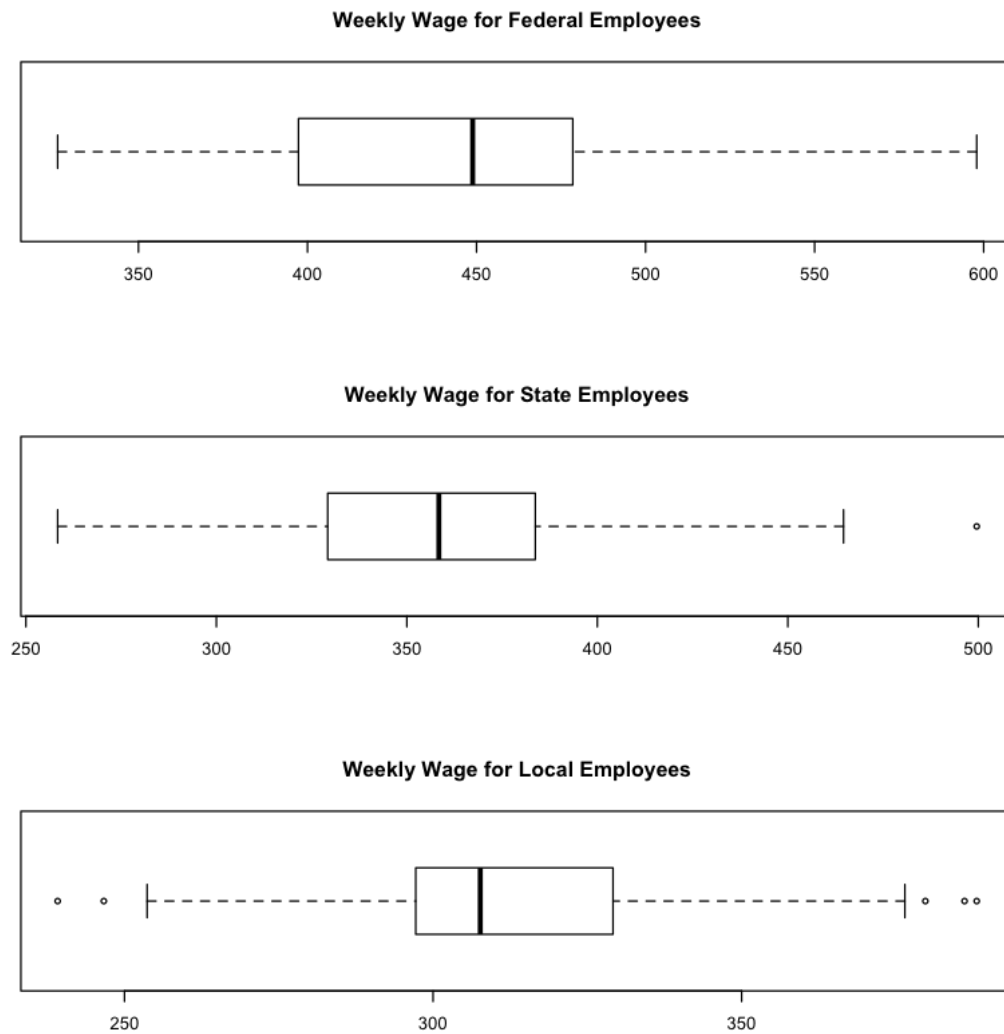 Weekly Wage for Federal Employees
350 400 450 500 550 600
Weekly Wage for State Employees
250 300 350 400 450 500
Weekly Wage for Local Employees
250 300 350